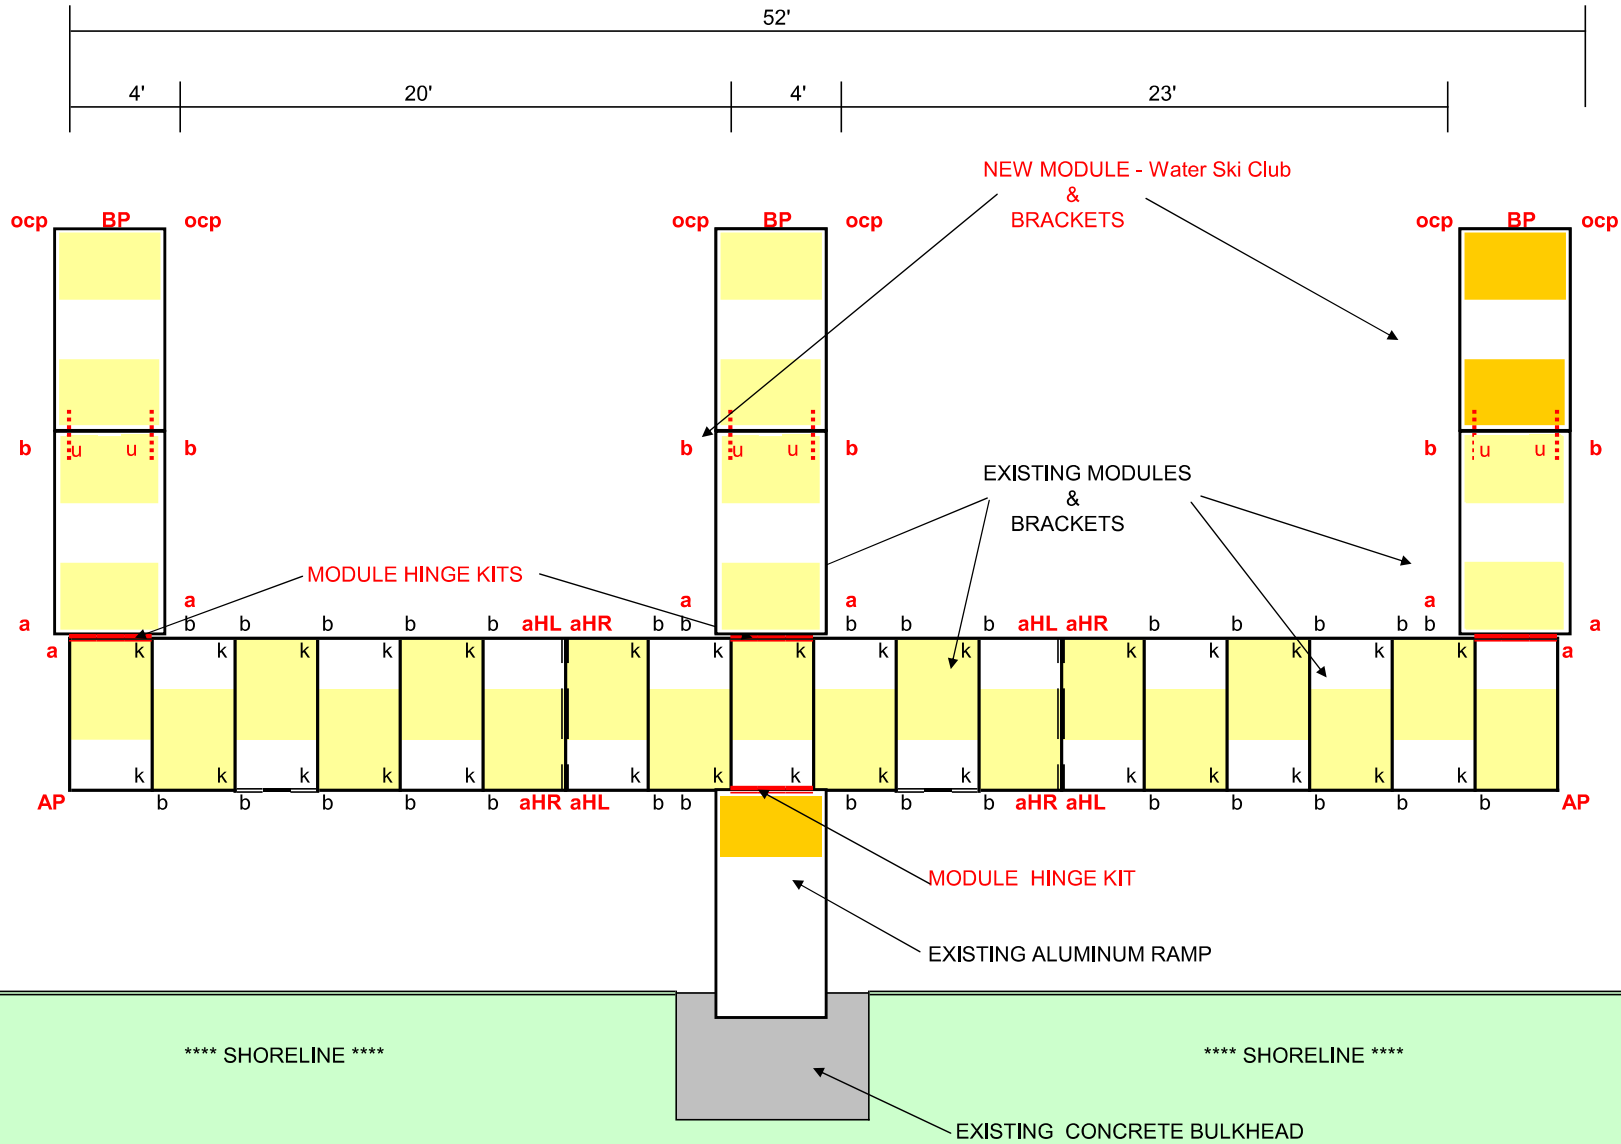 52'
4' 20' 4' 23'
NEW MODULE - Water Ski Club
&
BRACKETS
ocp BP ocp ocp BP ocp ocp BP ocp
b u u b b u u b b u u b
EXISTING MODULES
&
BRACKETS
MODULE HINGE KITS
a a a a
a b b b b b aHL aHR b b b b b aHL aHR b b b b b a
a k k k k k k k k k k k k k k k k k a
k k k k k k k k k k k k k k k k k
AP b b b b b aHR aHL b b b b b aHR aHL b b b b AP
MODULE HINGE KIT
EXISTING ALUMINUM RAMP
**** SHORELINE **** **** SHORELINE ****
EXISTING CONCRETE BULKHEAD